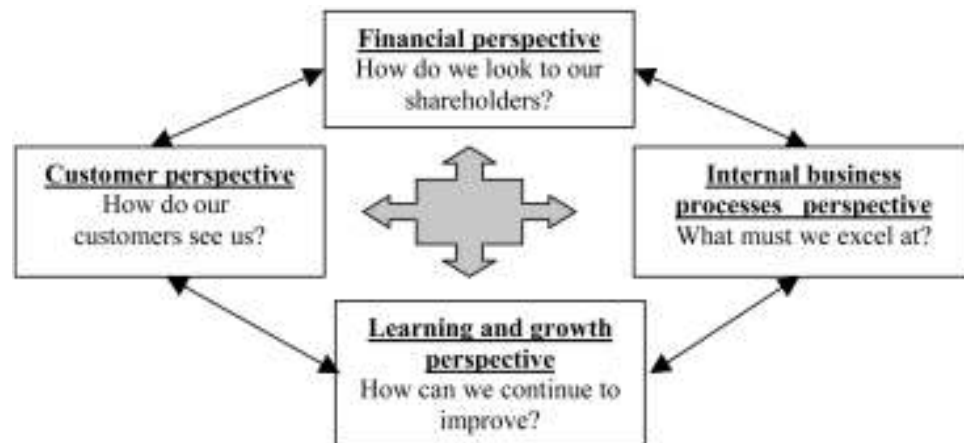 Financial perspective
How do we look to our
shareholders?
Customer perspective
How do our
customers see us?
Internal business
processes perspective
What must we excel at?
Learning and growth
perspective
How can we continue to
improve?